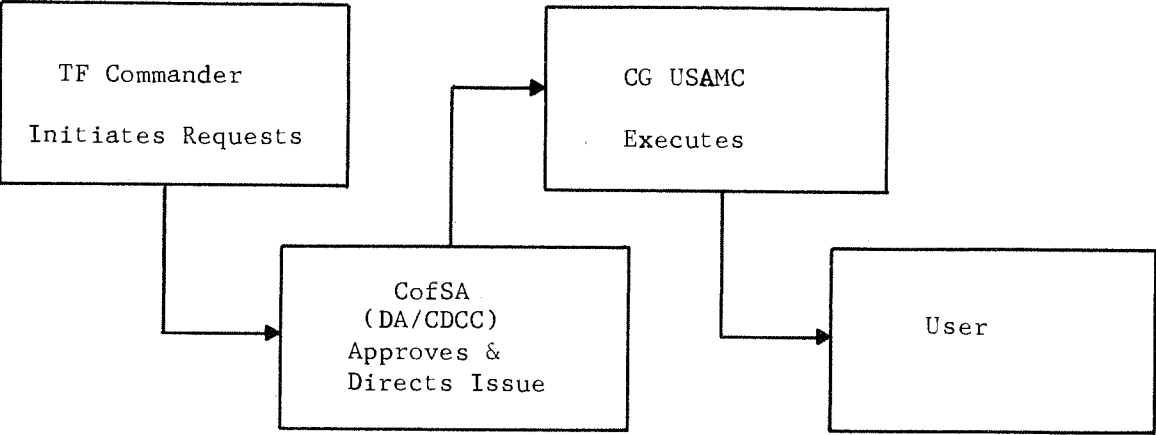 TF Commander
Initiates Requests
CofSA
(DA/CDCC)
Approves &
Directs Issue
CG USAMC
Executes
User